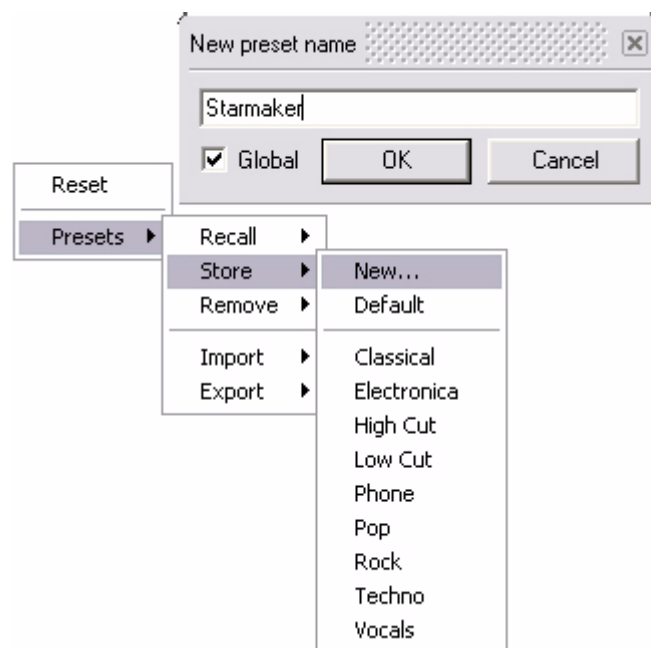 New preset name
Starmaker
Global
OK
Cancel
Reset
Presets
Recall
Store
Remove
Import
Export
New...
Default
Classical
Electronica
High Cut
Low Cut
Phone
Pop
Rock
Techno
Vocals